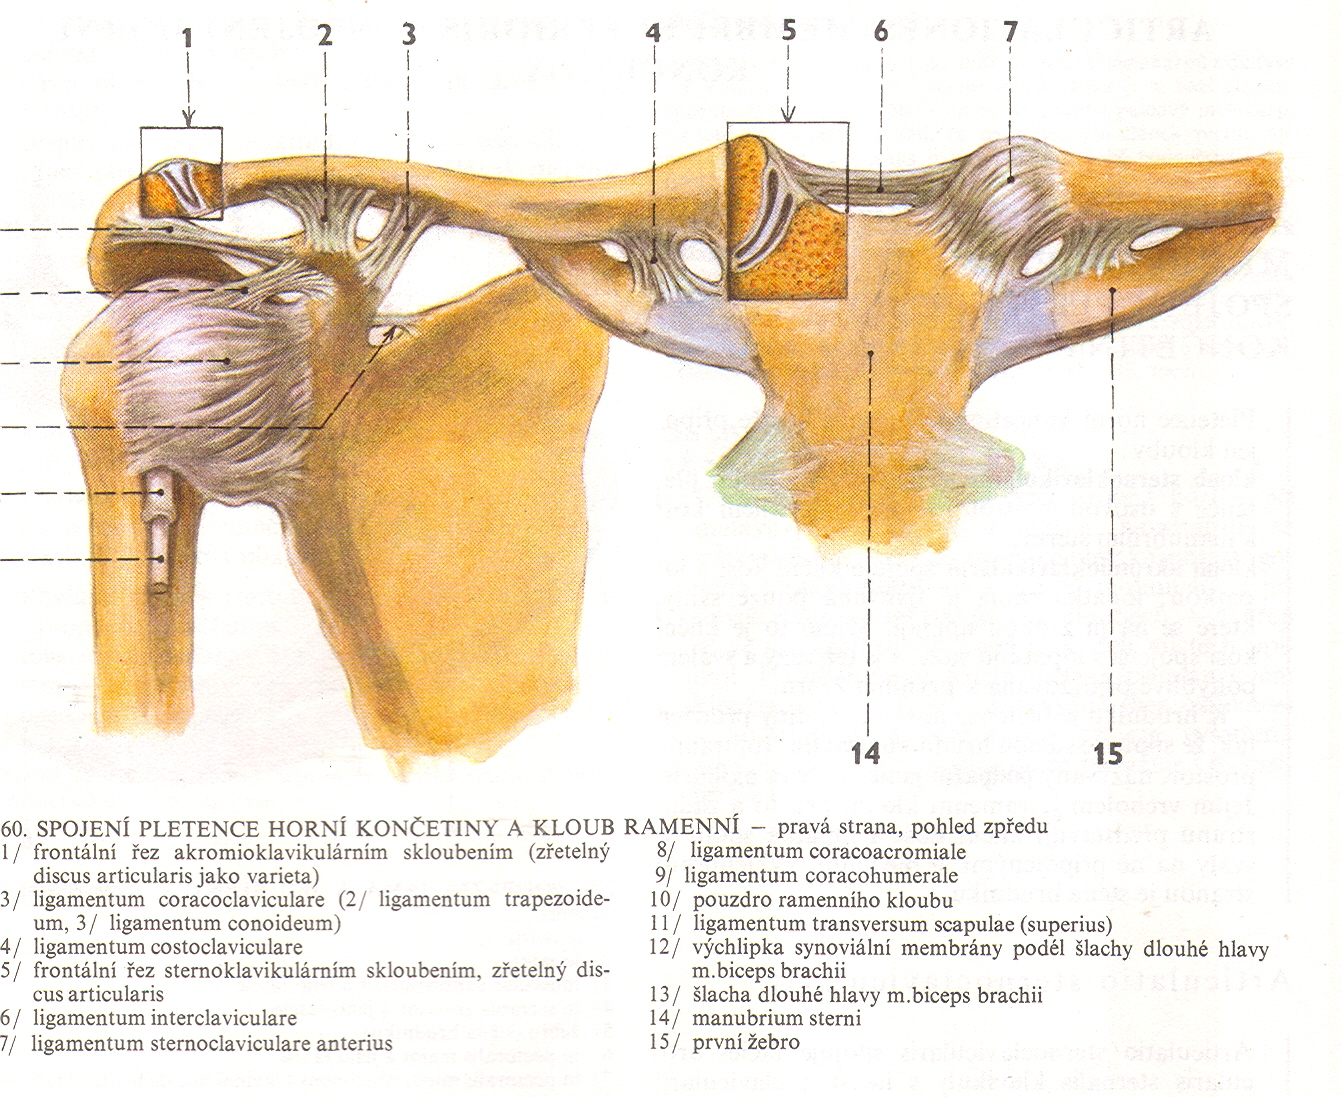 1 2 3 4 5 6 7
14 15
60. SPOJENÍ PLETENCE HORNÍ KONČETINY A KLOUB RAMENNÍ – pravá strana, pohled zpředu
1/ frontální řez akromioklavikulárním skloubením (zřetelný
discus articularis jako varieta)
3/ ligamentum coracoclaviculare (2/ ligamentum trapezoide-
um, 3/ ligamentum conoideum)
4/ ligamentum costoclaviculare
5/ frontální řez sternoklavikulárním skloubením, zřetelný dis-
cus articularis
6/ ligamentum interclaviculare
7/ ligamentum sternoclaviculare anterius
8/ ligamentum coracoacromiale
9/ ligamentum coracohumerale
10/ pouzdro ramenního kloubu
11/ ligamentum transversum scapulae (superius)
12/ výchlipka synoviální membrány podél šlachy dlouhé hlavy
m.biceps brachii
13/ šlacha dlouhé hlavy m.biceps brachii
14/ manubrium sterni
15/ první žebro